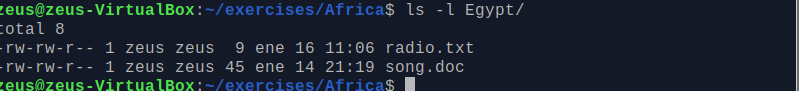 zeus@zeus-VirtualBox:~/exercises/Africa$ ls -l Egypt/
total 8
-rw-rw-r-- 1 zeus zeus  9 ene 16 11:06 radio.txt
-rw-rw-r-- 1 zeus zeus 45 ene 14 21:19 song.doc
zeus@zeus-VirtualBox:~/exercises/Africa$